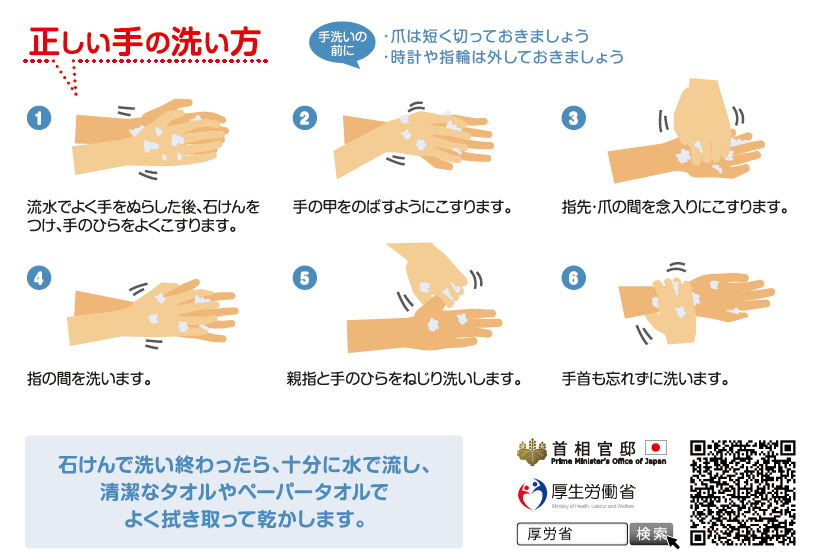 正しい手の洗い方
手洗いの
前に
・爪は短く切っておきましょう
・時計や指輪は外しておきましょう
1
流水でよく手をぬらした後、石けんを
つけ、手のひらをよくこすります。
2
手の甲をのばすようにこすります。
3
指先・爪の間を念入りにこすります。
4
指の間を洗います。
5
親指と手のひらをねじり洗いします。
6
手首も忘れずに洗います。
石けんで洗い終わったら、十分に水で流し、
清潔なタオルやペーパータオルで
よく拭き取って乾かします。
首相官邸
Prime Minister's Office of Japan
厚生労働省
Ministry of Health, Labour and Welfare
厚労省 検索